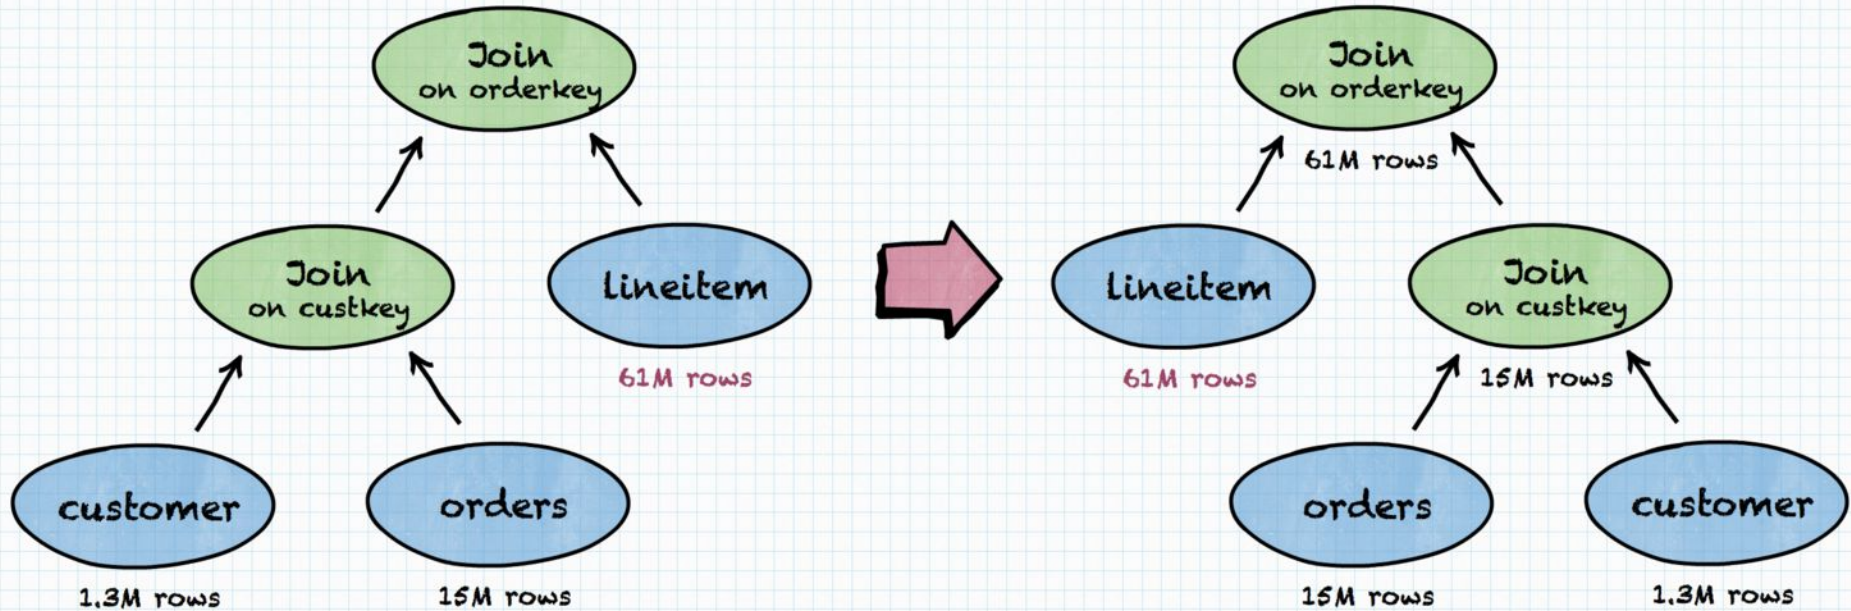 Join
on orderkey
Join
on custkey
lineitem
61M rows
customer
1.3M rows
orders
15M rows
Join
on orderkey
61M rows
lineitem
61M rows
Join
on custkey
15M rows
orders
15M rows
customer
1.3M rows